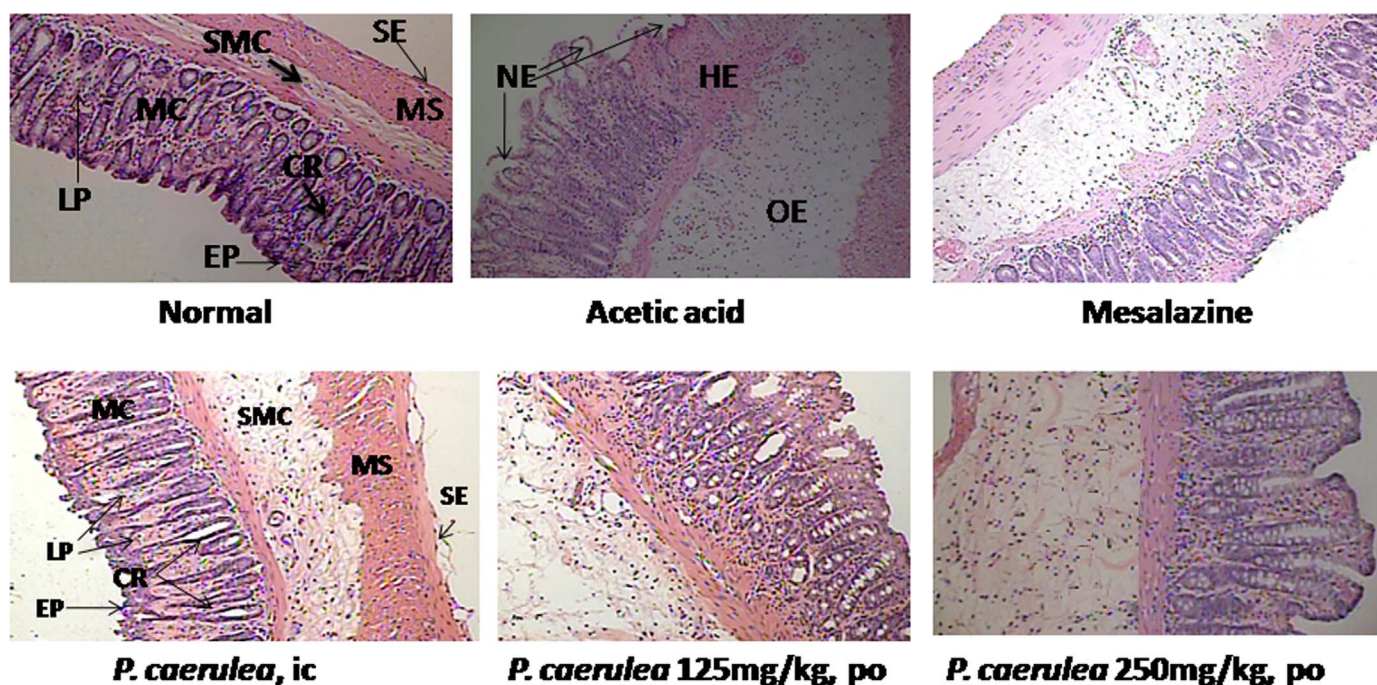 SMC
SE
MC
MS
CR
LP
EP
Normal
NE
HE
OE
Acetic acid
Mesalazine
MC
SMC
MS
SE
LP
CR
EP
P. caerulea, ic
P. caerulea 125mg/kg, po
P. caerulea 250mg/kg, po